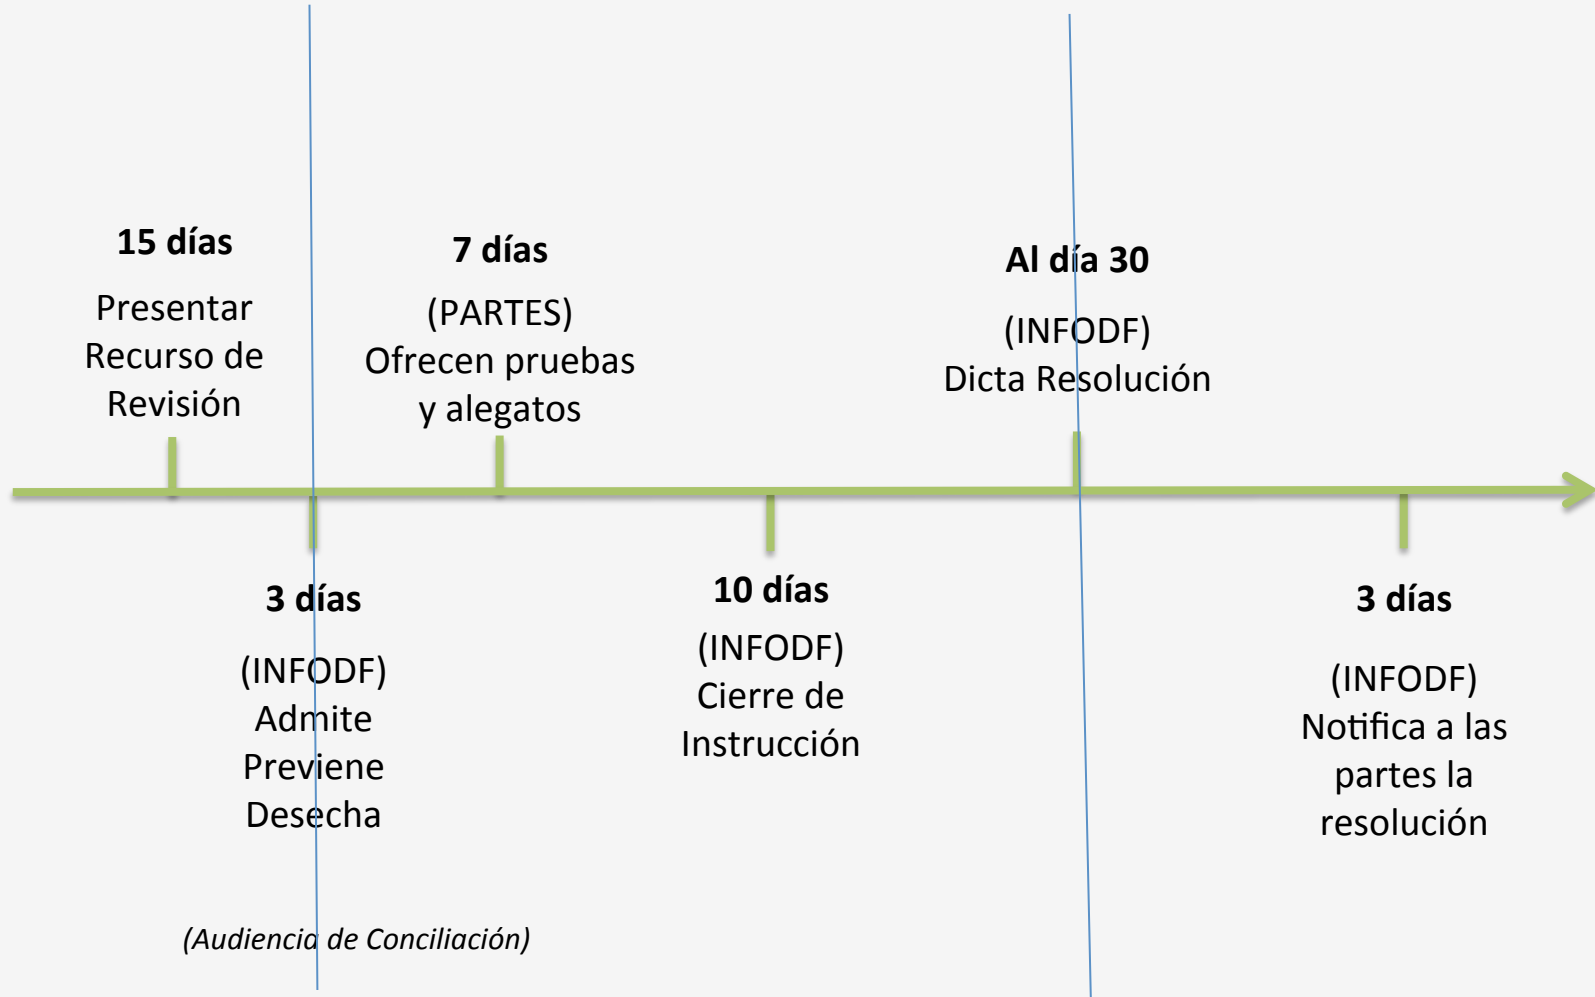 15 días
Presentar
Recurso de
Revisión
7 días
(PARTES)
Ofrecen pruebas
y alegatos
Al día 30
(INFODF)
Dicta Resolución
3 días
(INFODF)
Admite
Previene
Desecha
10 días
(INFODF)
Cierre de
Instrucción
3 días
(INFODF)
Notifica a las
partes la
resolución
(Audiencia de Conciliación)